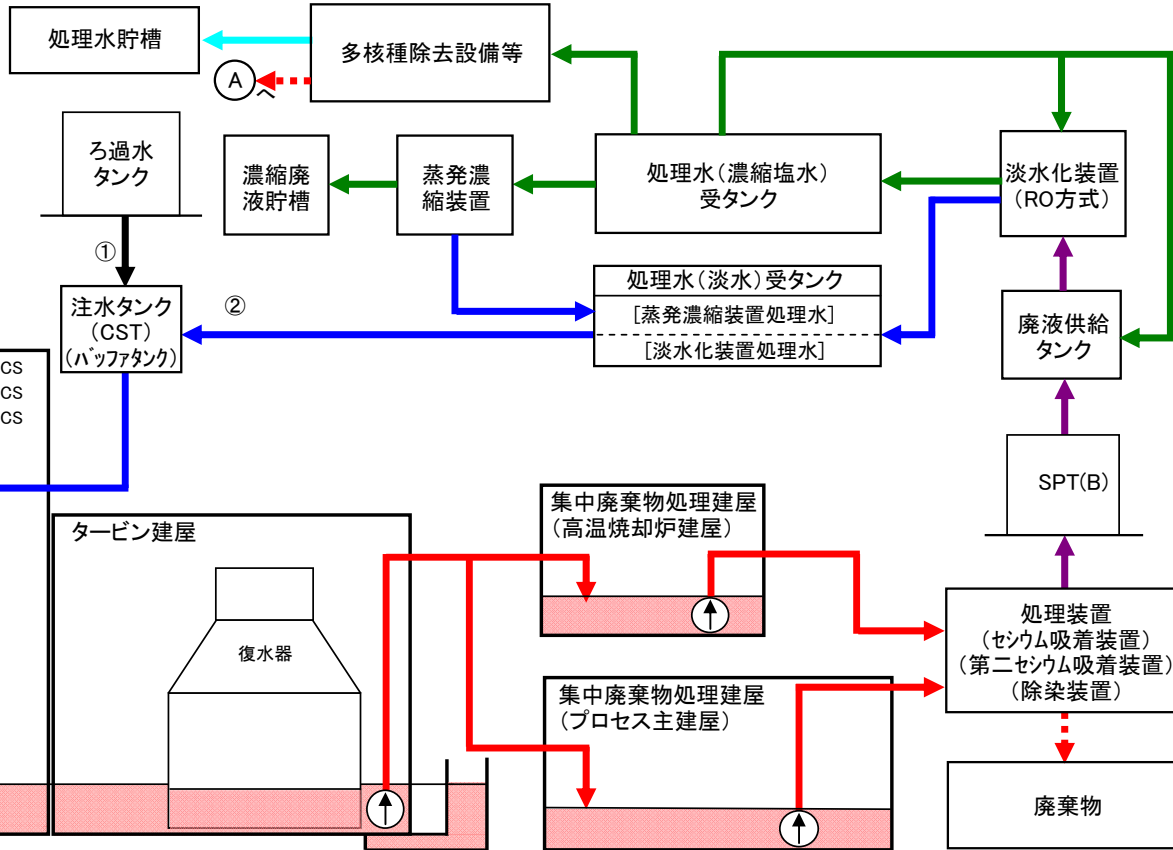 処理水貯槽
多核種除去設備等
A
へ
ろ過水
タンク
濃縮廃
液貯槽
蒸発濃
縮装置
処理水(濃縮塩水)
受タンク
淡水化装置
(RO方式)
①
注水タンク
(CST)
(バッファタンク)
②
処理水(淡水)受タンク
[蒸発濃縮装置処理水]
[淡水化装置処理水]
廃液供給
タンク
CS
CS
CS
SPT(B)
タービン建屋
復水器
集中廃棄物処理建屋
(高温焼却炉建屋)
集中廃棄物処理建屋
(プロセス主建屋)
処理装置
(セシウム吸着装置)
(第二セシウム吸着装置)
(除染装置)
廃棄物